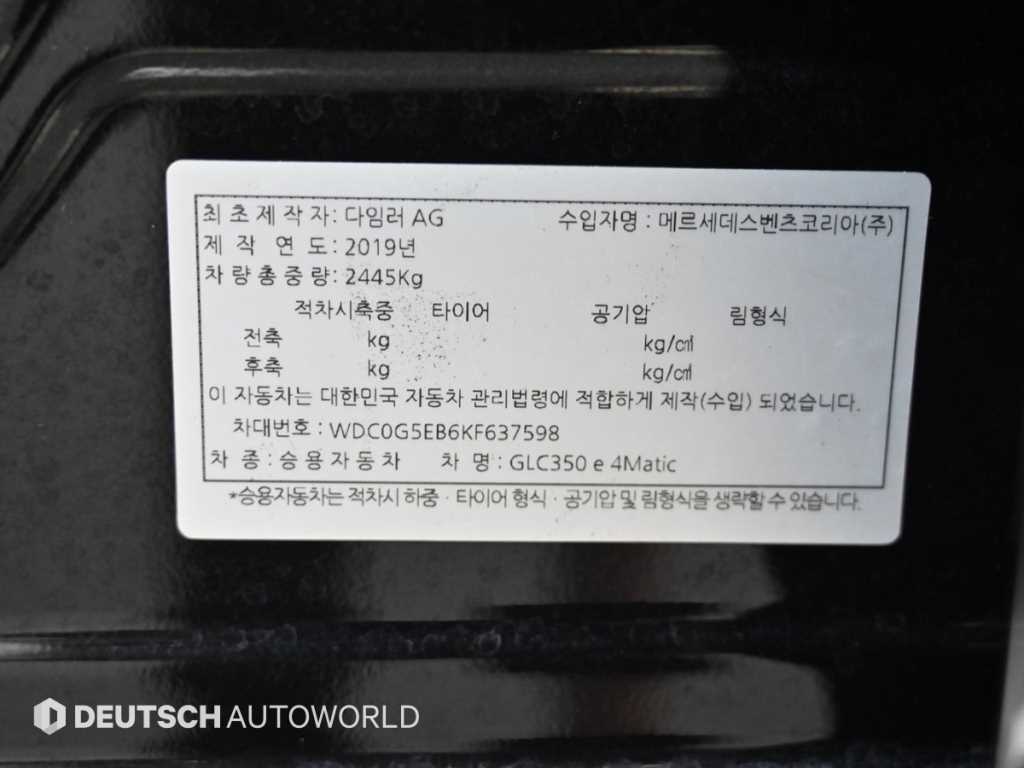 최초제작자: 다임러 AG 수입자명 : 메르세데스벤츠코리아(주)
제 작 연 도: 2019년
차량총중량: 2445Kg
적차시축중 타이어 공기압 림형식
전축 kg kg/㎠
후축 kg kg/㎠
이 자동차는 대한민국 자동차 관리법령에 적합하게 제작(수입) 되었습니다.
차대번호 : WDC0G5EB6KF637598
차 종 : 승용자동차 차 명 : GLC350 e 4Matic
*승용자동차는 적차시 하중 · 타이어 형식 · 공기압 및 림형식을 생략할 수 있습니다.
DEUTSCH AUTOWORLD